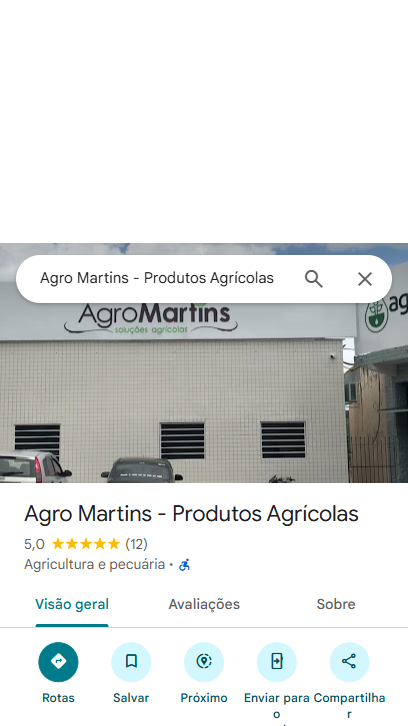 Agro Martins - Produtos Agrícolas
AgroMartins
soluções agrícolas
ag
Agro Martins - Produtos Agrícolas
5,0 (12)
Agricultura e pecuária ·
Visão geral Avaliações Sobre
Rotas Salvar Próximo Enviar para o Compartilhar